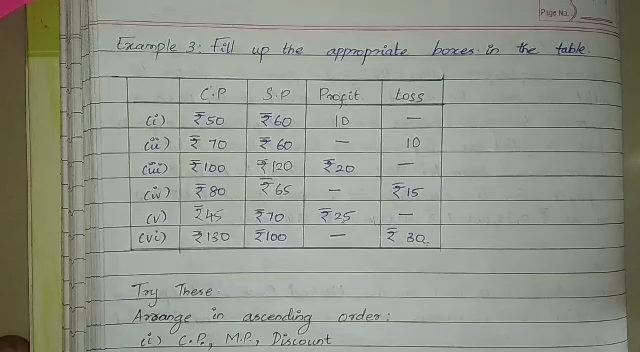 Page No.
Example 3: Fill up the appropriate boxes in the table.
C.P S.P Profit Loss
(i) ₹50 ₹60 10 —
(ii) ₹ 70 ₹ 60 — 10
(iii) ₹100 ₹120 ₹20 —
(iv) ₹80 ₹65 — ₹15
(v) ₹45 ₹70 ₹25 —
(vi) ₹130 ₹100 — ₹ 30
Try These
Arrange in ascending order:
(i) C.P., M.P., Discount